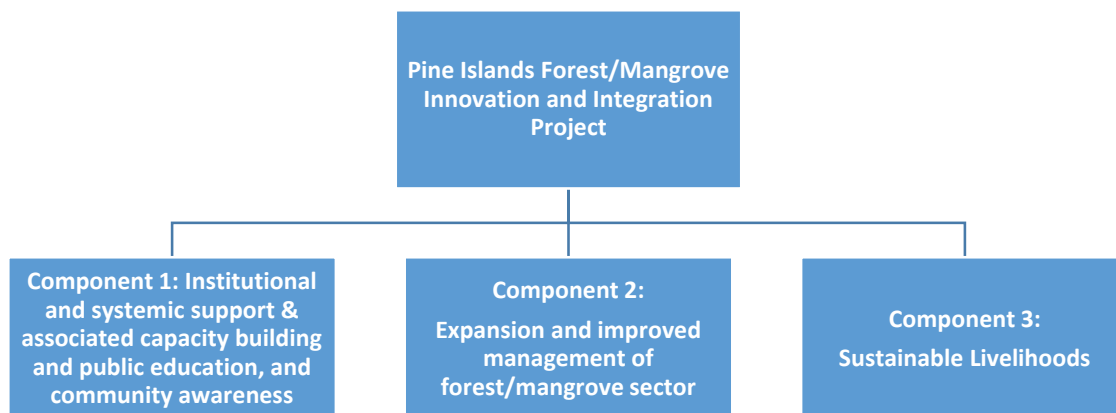 Pine Islands Forest/Mangrove
Innovation and Integration
Project
Component 1: Institutional
and systemic support &
associated capacity building
and public education, and
community awareness
Component 2:
Expansion and improved
management of
forest/mangrove sector
Component 3:
Sustainable Livelihoods